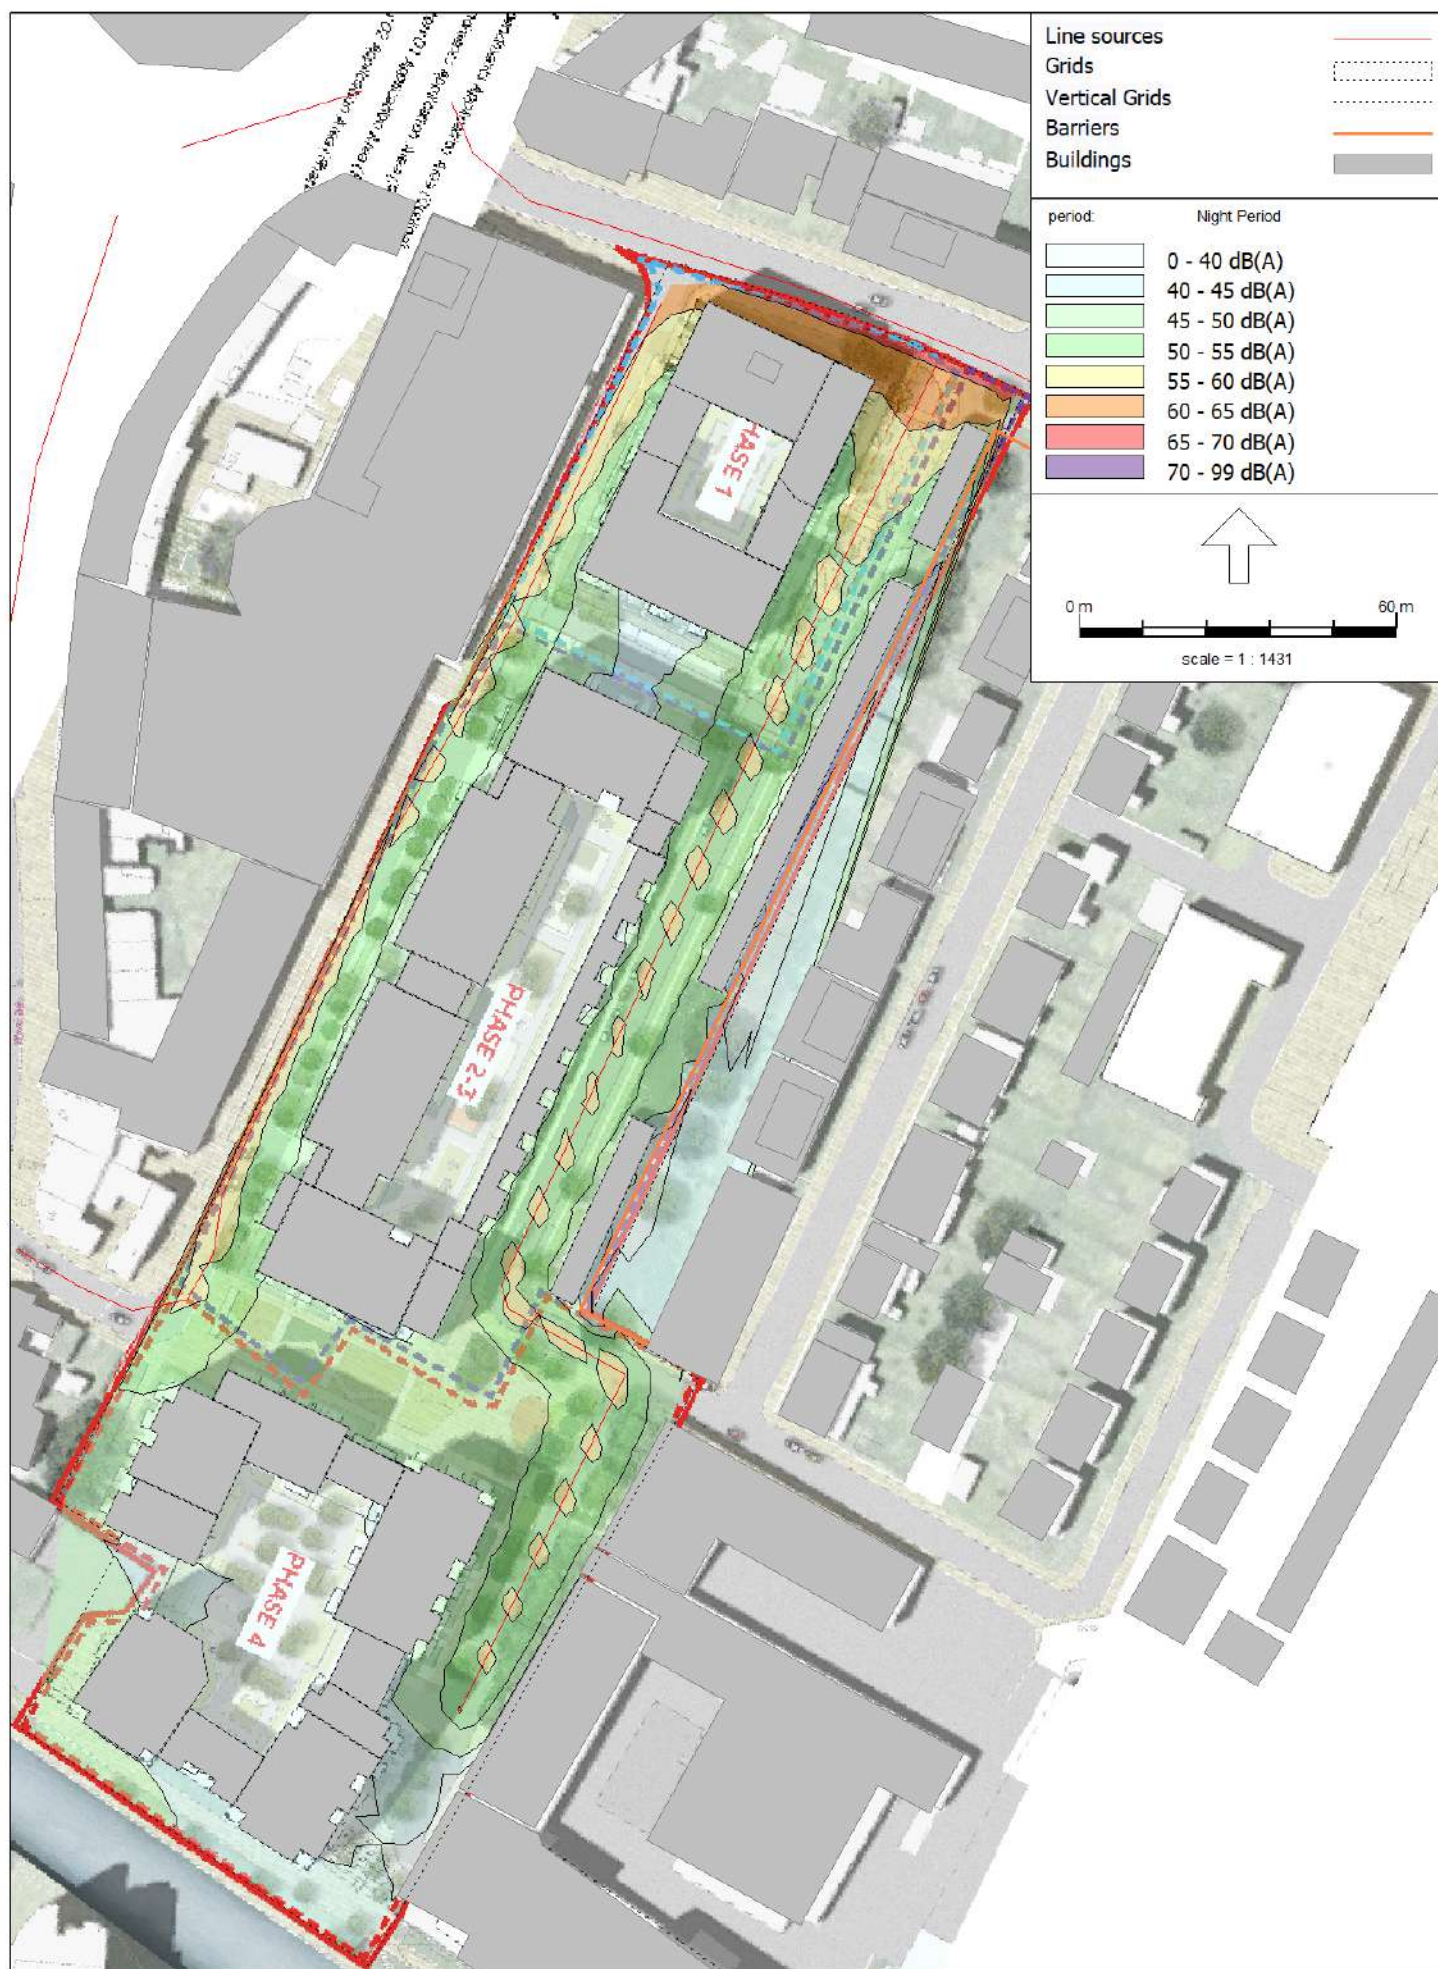 Line sources
Grids
Vertical Grids
Barriers
Buildings
period: Night Period
0 - 40 dB(A)
40 - 45 dB(A)
45 - 50 dB(A)
50 - 55 dB(A)
55 - 60 dB(A)
60 - 65 dB(A)
65 - 70 dB(A)
70 - 99 dB(A)
0 m 60 m
scale = 1 : 1431
HASE 1
PHASE 2-3
PHASE 4